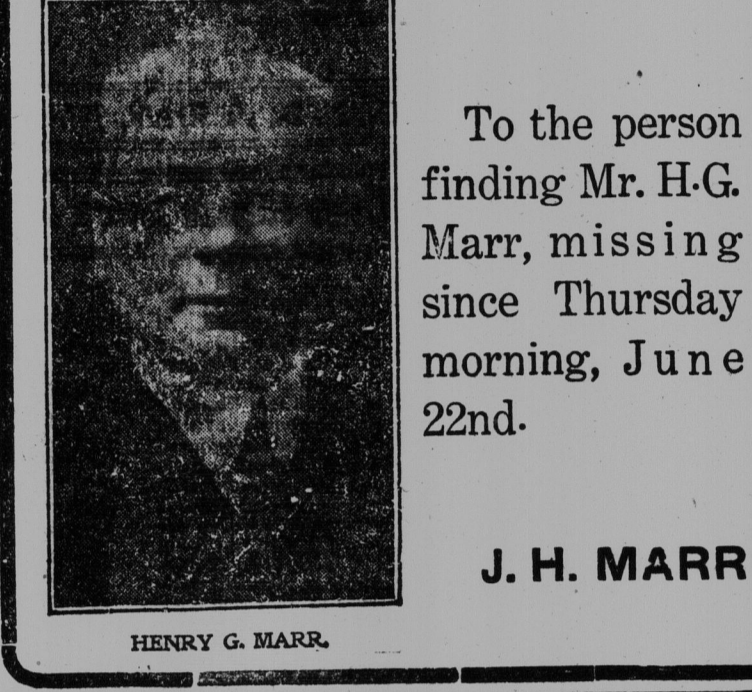 To the person
finding Mr. H.G.
Marr, missing
since Thursday
morning, June
22nd.
J. H. MARR
HENRY G. MARR.